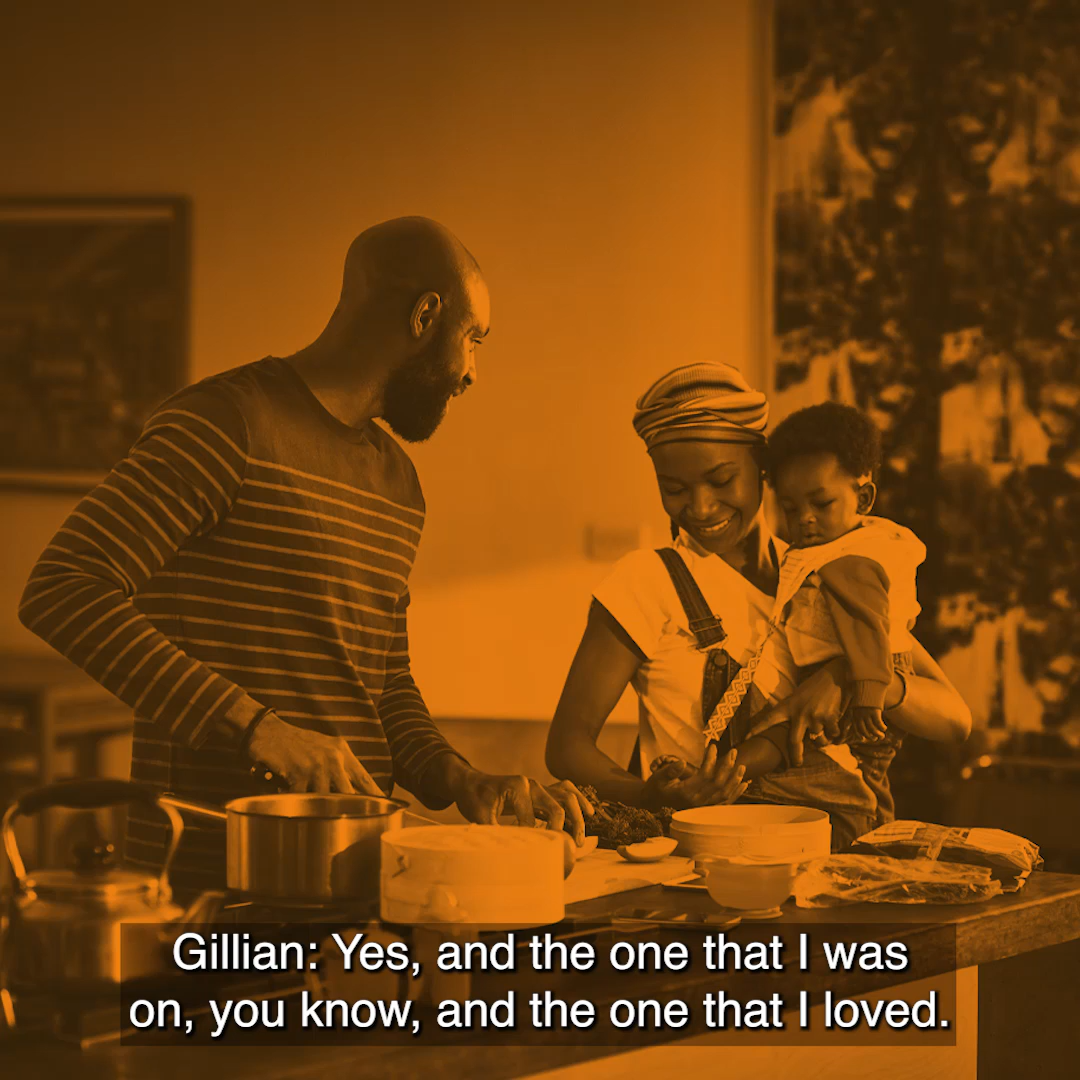 Gillian: Yes, and the one that I was
on, you know, and the one that I loved.